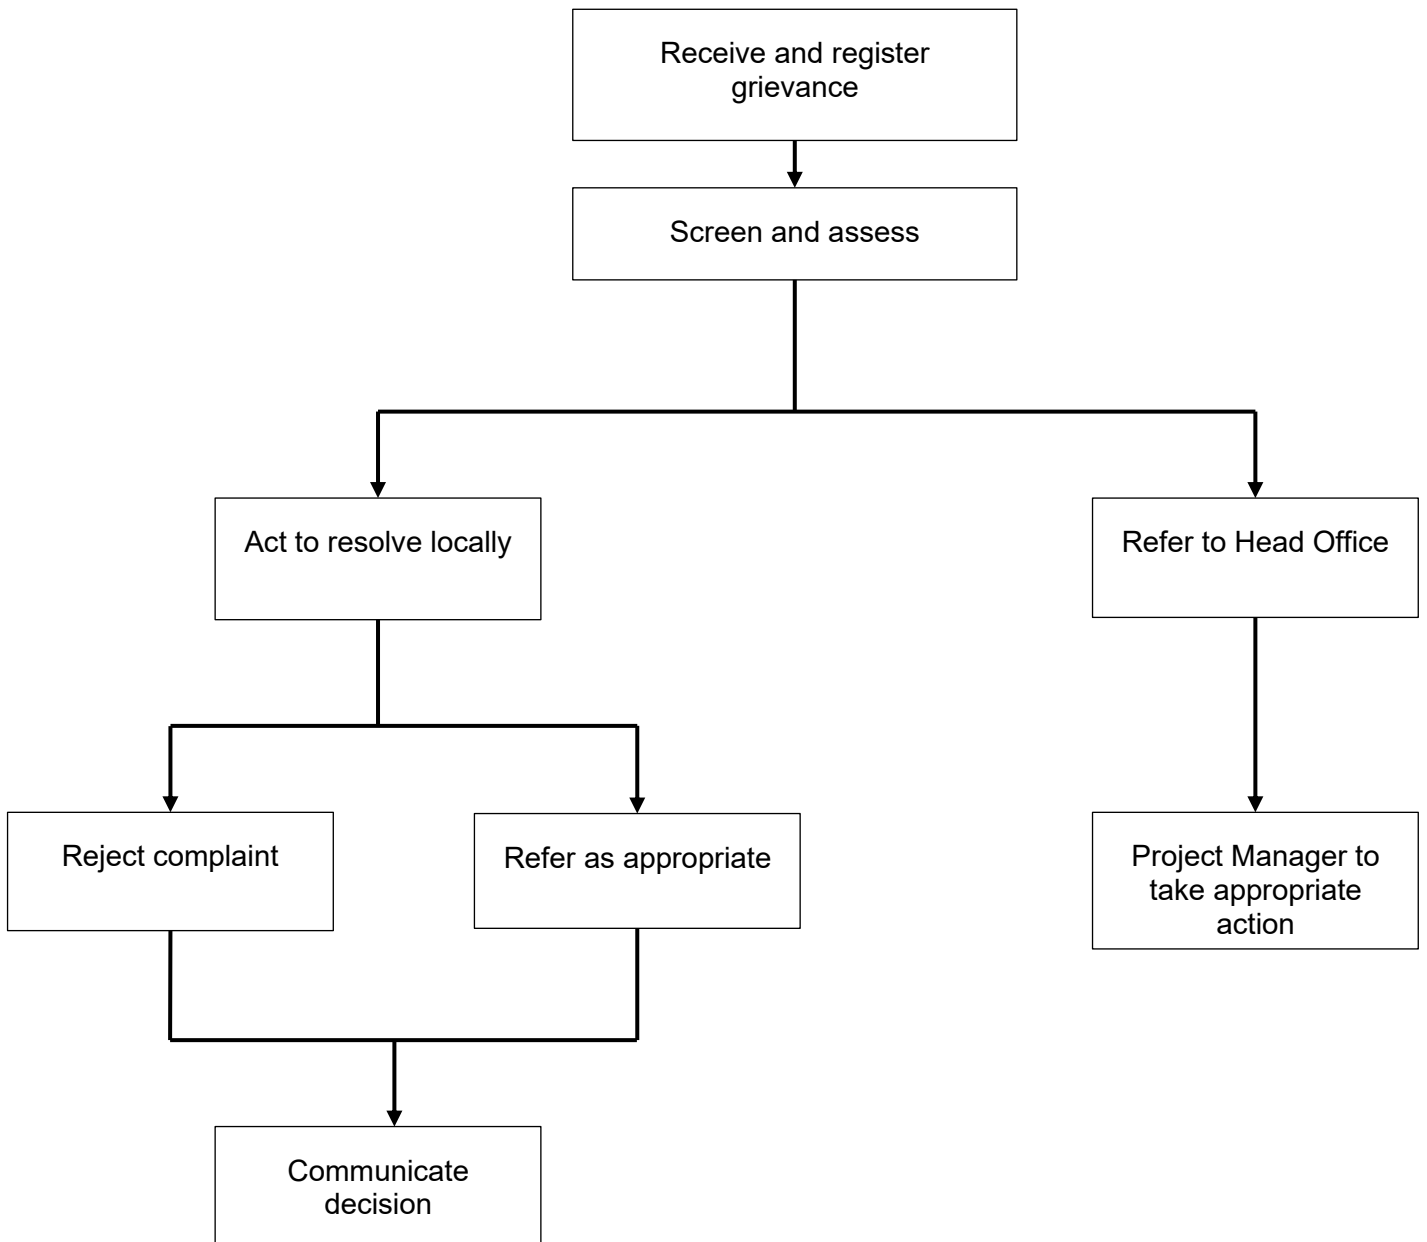 Receive and register
grievance
Screen and assess
Act to resolve locally
Refer to Head Office
Reject complaint
Refer as appropriate
Project Manager to
take appropriate
action
Communicate
decision